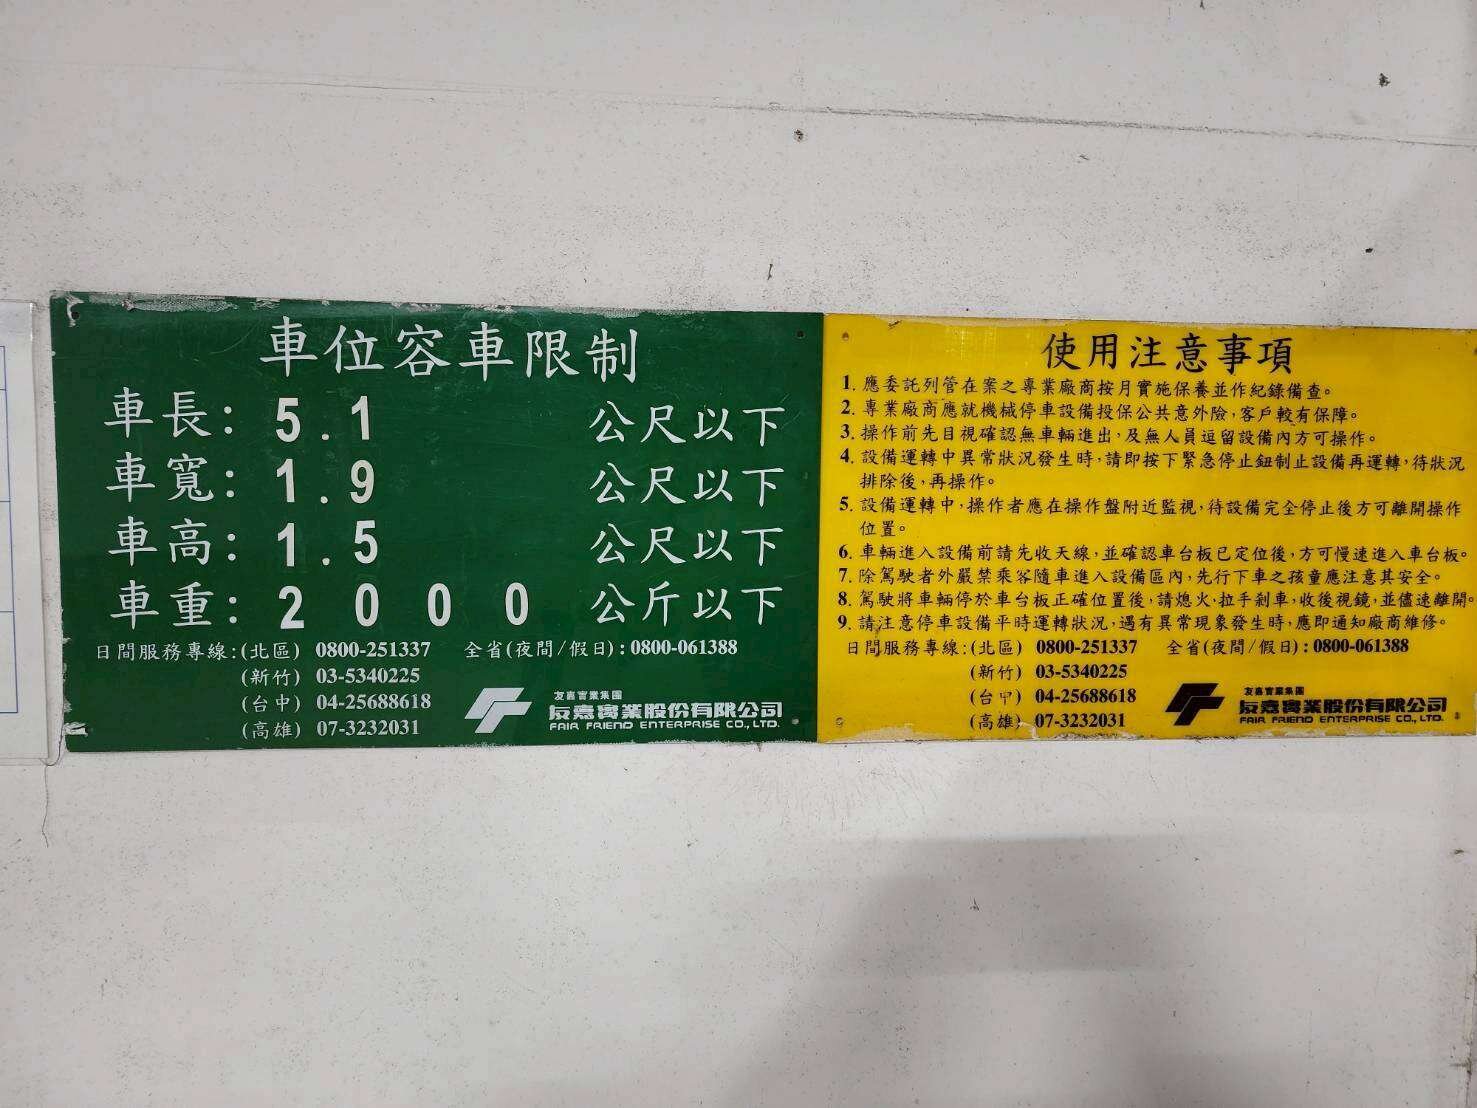 車位容車限制
車長: 5.1 公尺以下
車寬: 1.9 公尺以下
車高: 1.5 公尺以下
車重: 2000 公斤以下
日間服務專線:(北區) 0800-251337 全省(夜間/假日):0800-061388
(新竹) 03-5340225
(台中) 04-25688618
(高雄) 07-3232031
友嘉實業集團
友嘉實業股份有限公司
FAIR FRIEND ENTERPRISE CO., LTD.
使用注意事項
1. 應委託列管在案之專業廠商按月實施保養並作紀錄備查。
2. 專業廠商應就機械停車設備投保公共意外險,客戶較有保障。
3. 操作前先目視確認無車輛進出,及無人員逗留設備內方可操作。
4. 設備運轉中異常狀況發生時,請即按下緊急停止鈕制止設備再運轉,待狀況
排除後,再操作。
5. 設備運轉中,操作者應在操作盤附近監視,待設備完全停止後方可離開操作
位置。
6. 車輛進入設備前請先收天線,並確認車台板已定位後,方可慢速進入車台板。
7. 除駕駛者外嚴禁乘客隨車進入設備區內,先行下車之孩童應注意其安全。
8. 駕駛將車輛停於車台板正確位置後,請熄火,拉手剎車,收後視鏡,並儘速離開。
9. 請注意停車設備平時運轉狀況,遇有異常現象發生時,應即通知廠商維修。
日間服務專線:(北區) 0800-251337 全省(夜間/假日):0800-061388
(新竹) 03-5340225
(台中) 04-25688618
(高雄) 07-3232031
友嘉實業集團
友嘉實業股份有限公司
FAIR FRIEND ENTERPRISE CO., LTD.